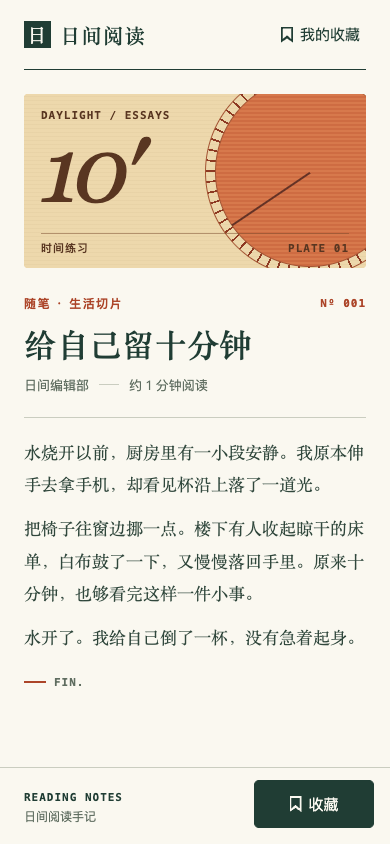 日 日间阅读
我的收藏
DAYLIGHT / ESSAYS
10′
时间练习
PLATE 01
随笔 · 生活切片
Nº 001
给自己留十分钟
日间编辑部 —— 约 1 分钟阅读
水烧开以前，厨房里有一小段安静。我原本伸
手去拿手机，却看见杯沿上落了一道光。
把椅子往窗边挪一点。楼下有人收起晾干的床
单，白布鼓了一下，又慢慢落回手里。原来十
分钟，也够看完这样一件小事。
水开了。我给自己倒了一杯，没有急着起身。
FIN.
READING NOTES
日间阅读手记
收藏